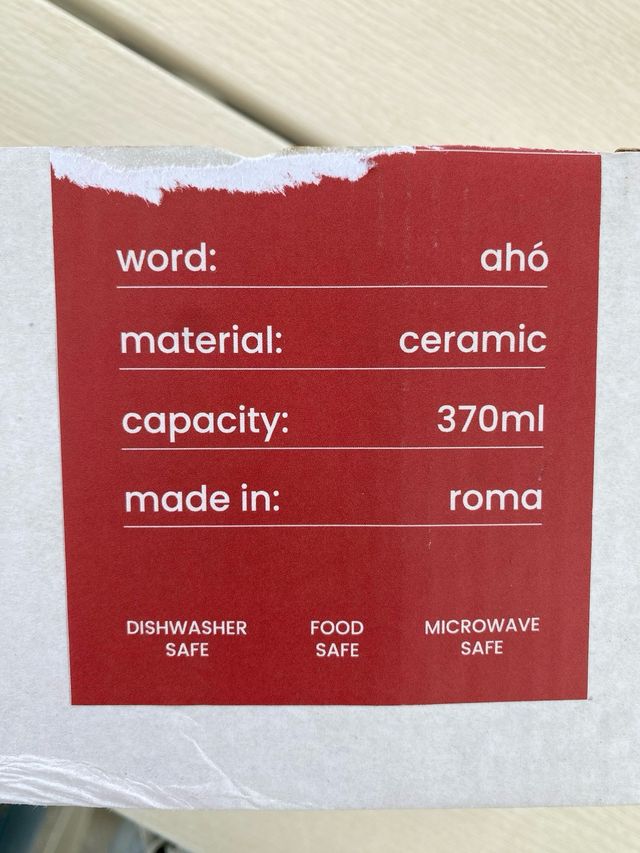 word: ahó
material: ceramic
capacity: 370ml
made in: roma
DISHWASHER SAFE
FOOD SAFE
MICROWAVE SAFE